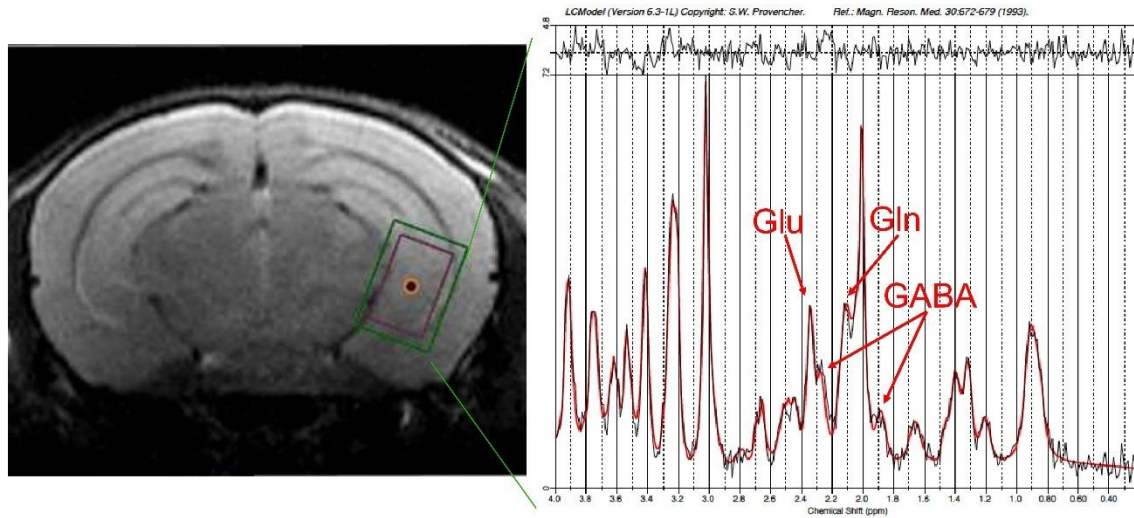 LCModel (Version 6.3-1L) Copyright: S.W. Provencher. Ref.: Magn. Reson. Med. 30:672-679 (1993).
4.8
72
Glu
Gln
GABA
0
4.0 3.8 3.6 3.4 3.2 3.0 2.8 2.6 2.4 2.2 2.0 1.8 1.6 1.4 1.2 1.0 0.80 0.60 0.40
Chemical Shift (ppm)